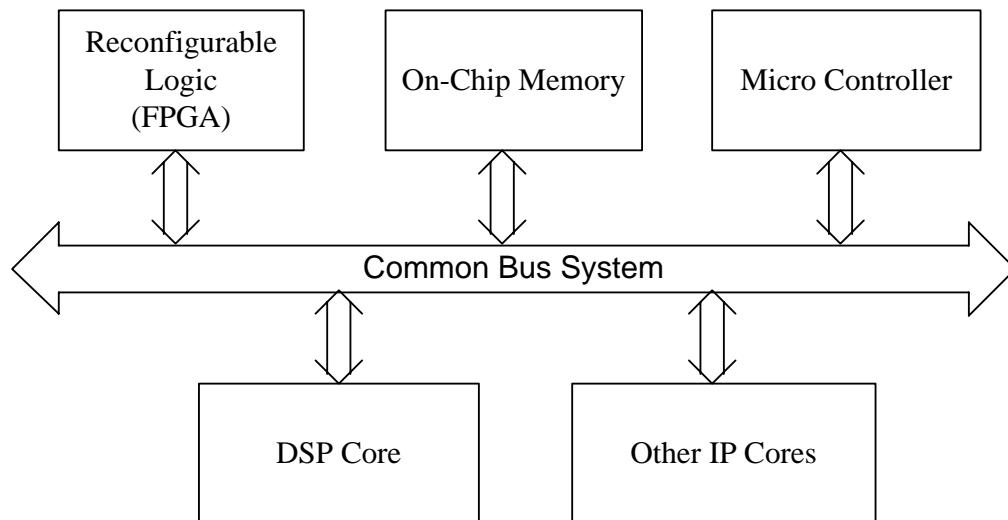 Reconfigurable
Logic
(FPGA)
On-Chip Memory
Micro Controller
Common Bus System
DSP Core
Other IP Cores